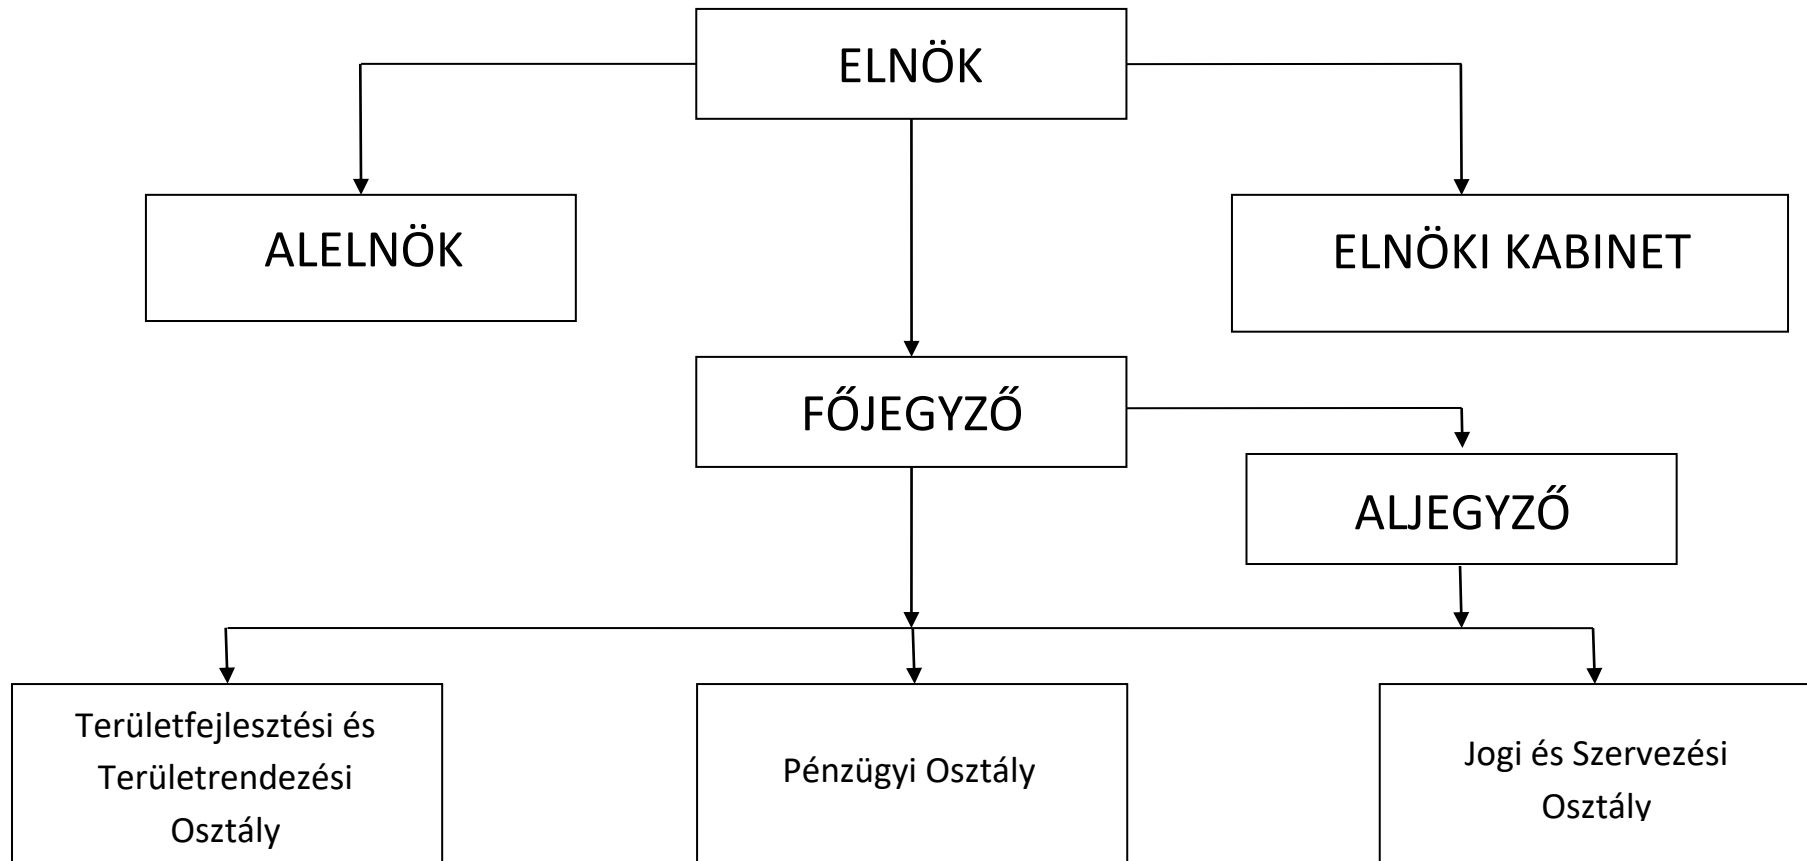 ELNÖK
ALELNÖK
ELNÖKI KABINET
FŐJEGYZŐ
ALJEGYZŐ
Területfejlesztési és
Területrendezési
Osztály
Pénzügyi Osztály
Jogi és Szervezési
Osztály